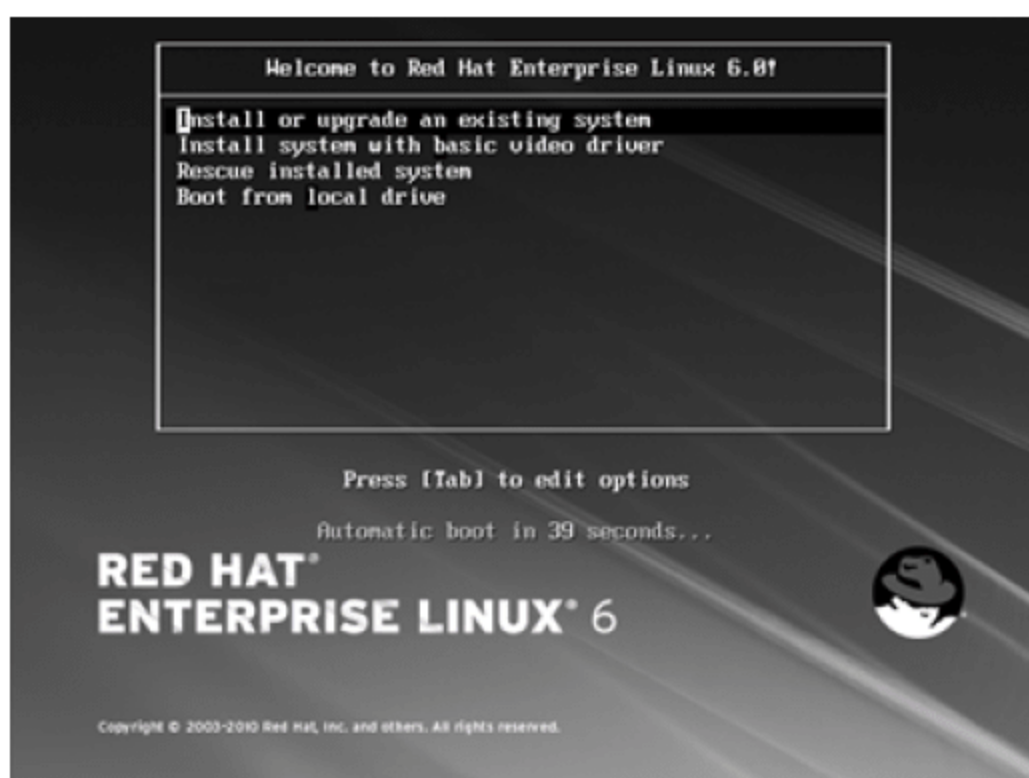 Welcome to Red Hat Enterprise Linux 6.0!
Install or upgrade an existing system
Install system with basic video driver
Rescue installed system
Boot from local drive
Press [Tab] to edit options
Automatic boot in 39 seconds...
RED HAT®
ENTERPRISE LINUX® 6
Copyright © 2003-2010 Red Hat, Inc. and others. All rights reserved.